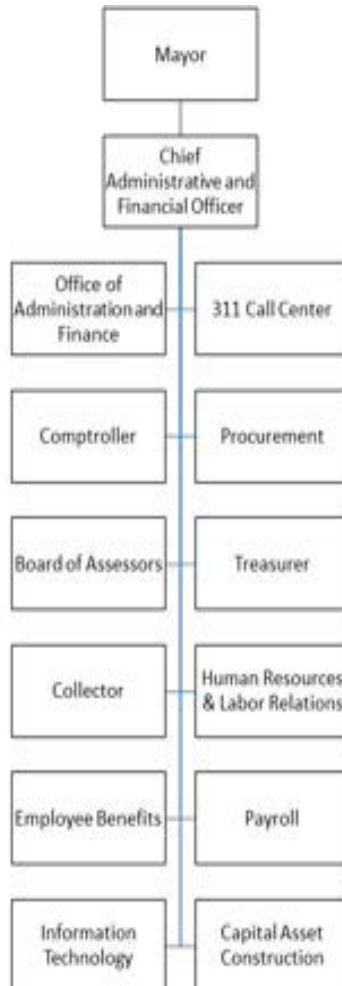 Mayor
Chief
Administrative and
Financial Officer
Office of
Administration and
Finance
311 Call Center
Comptroller
Procurement
Board of Assessors
Treasurer
Collector
Human Resources
& Labor Relations
Employee Benefits
Payroll
Information
Technology
Capital Asset
Construction